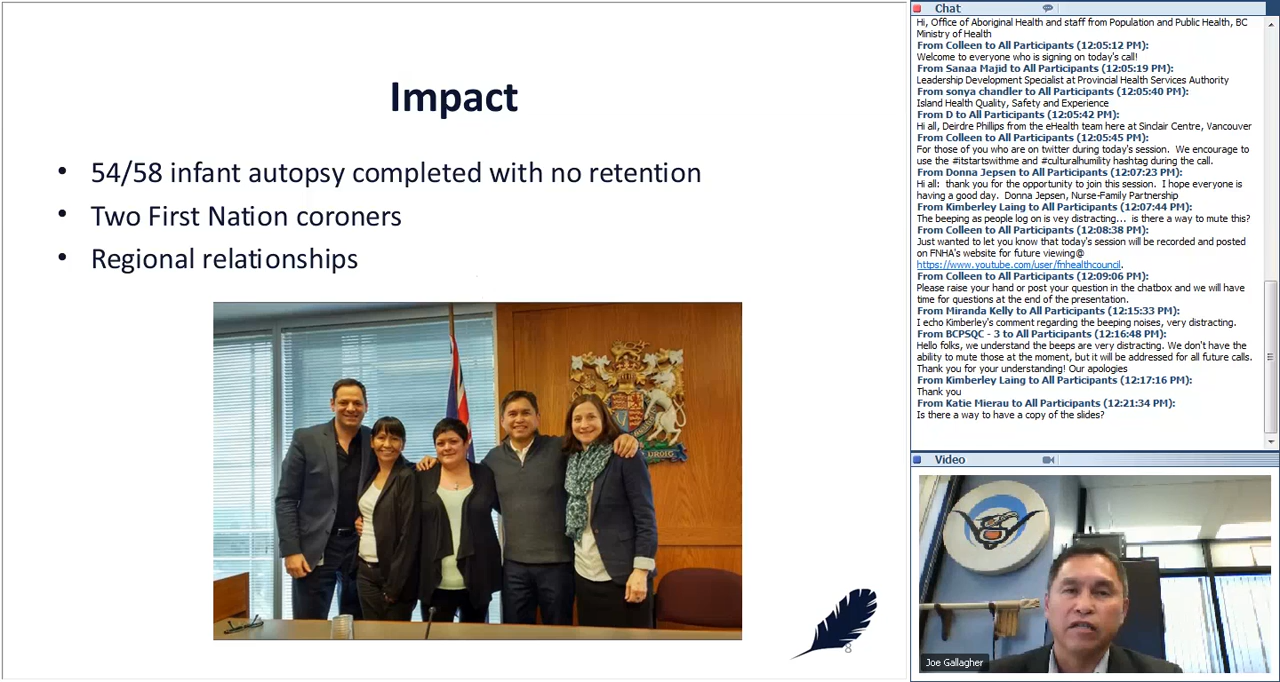 Impact
• 54/58 infant autopsy completed with no retention
• Two First Nation coroners
• Regional relationships
8
Chat
Hi, Office of Aboriginal Health and staff from Population and Public Health, BC
Ministry of Health
From Colleen to All Participants (12:05:12 PM):
Welcome to everyone who is signing on today's call!
From Sanaa Majid to All Participants (12:05:19 PM):
Leadership Development Specialist at Provincial Health Services Authority
From sonya chandler to All Participants (12:05:40 PM):
Island Health Quality, Safety and Experience
From D to All Participants (12:05:42 PM):
Hi all, Deirdre Phillips from the eHealth team here at Sinclair Centre, Vancouver
From Colleen to All Participants (12:05:45 PM):
For those of you who are on twitter during today's session. We encourage to
use the #itstartswithme and #culturalhumility hashtag during the call.
From Donna Jepsen to All Participants (12:07:23 PM):
Hi all: thank you for the opportunity to join this session. I hope everyone is
having a good day. Donna Jepsen, Nurse-Family Partnership
From Kimberley Laing to All Participants (12:07:44 PM):
The beeping as people log on is vey distracting... is there a way to mute this?
From Colleen to All Participants (12:08:38 PM):
Just wanted to let you know that today's session will be recorded and posted
on FNHA's website for future viewing@
https://www.youtube.com/user/fnhealthcouncil.
From Colleen to All Participants (12:09:06 PM):
Please raise your hand or post your question in the chatbox and we will have
time for questions at the end of the presentation.
From Miranda Kelly to All Participants (12:15:33 PM):
I echo Kimberley's comment regarding the beeping noises, very distracting.
From BCPSQC - 3 to All Participants (12:16:48 PM):
Hello folks, we understand the beeps are very distracting. We don't have the
ability to mute those at the moment, but it will be addressed for all future calls.
Thank you for your understanding! Our apologies
From Kimberley Laing to All Participants (12:17:16 PM):
Thank you
From Katie Mierau to All Participants (12:21:34 PM):
Is there a way to have a copy of the slides?
Video
Joe Gallagher